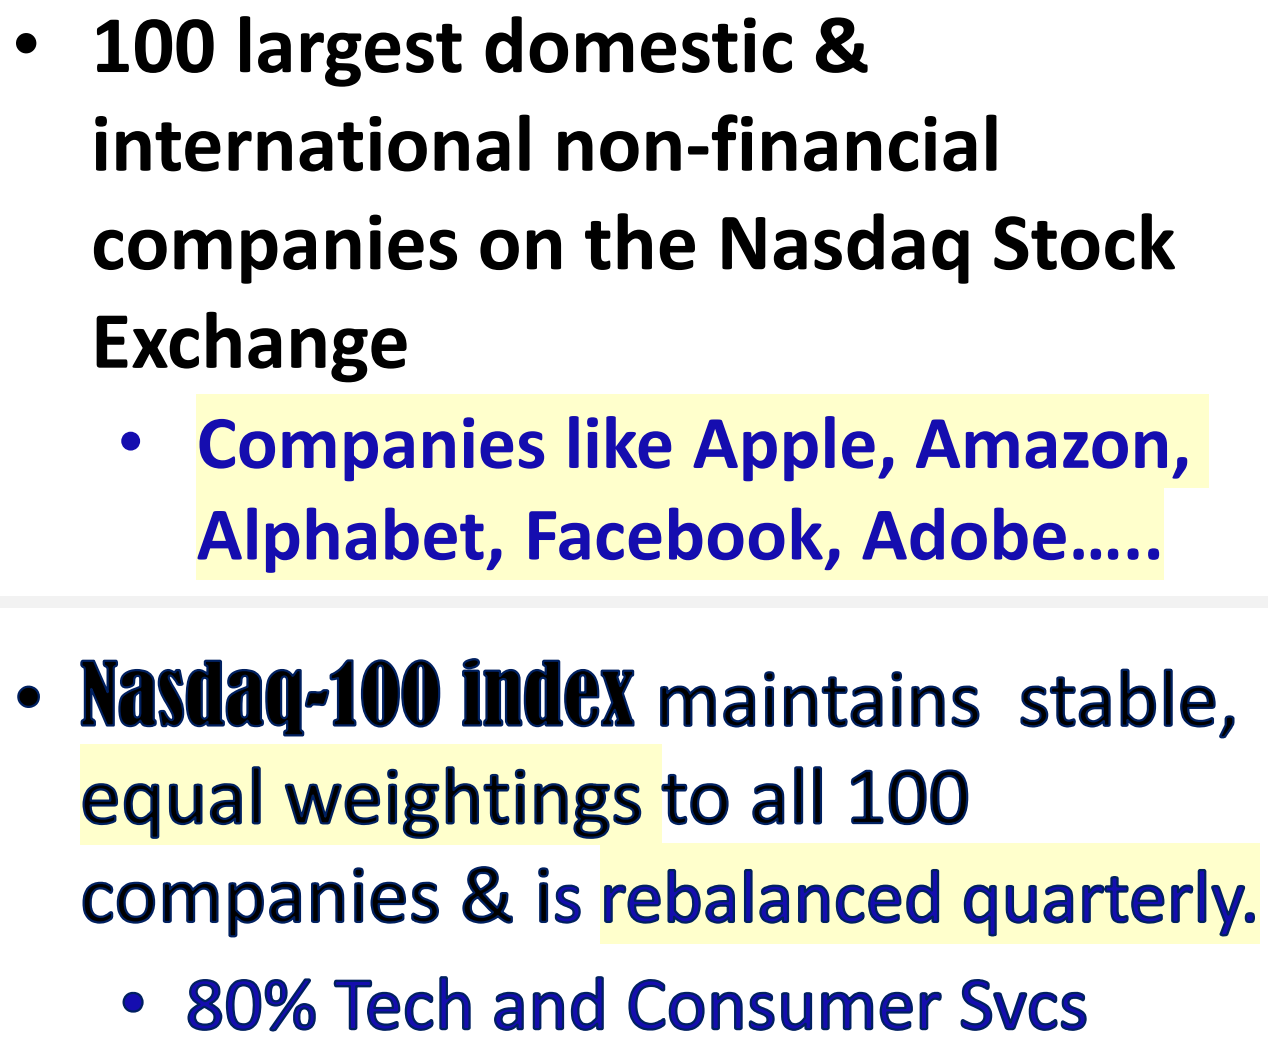 • 100 largest domestic &
international non-financial
companies on the Nasdaq Stock
Exchange
• Companies like Apple, Amazon,
Alphabet, Facebook, Adobe…..
• Nasdaq-100 index maintains stable,
equal weightings to all 100
companies & is rebalanced quarterly.
• 80% Tech and Consumer Svcs